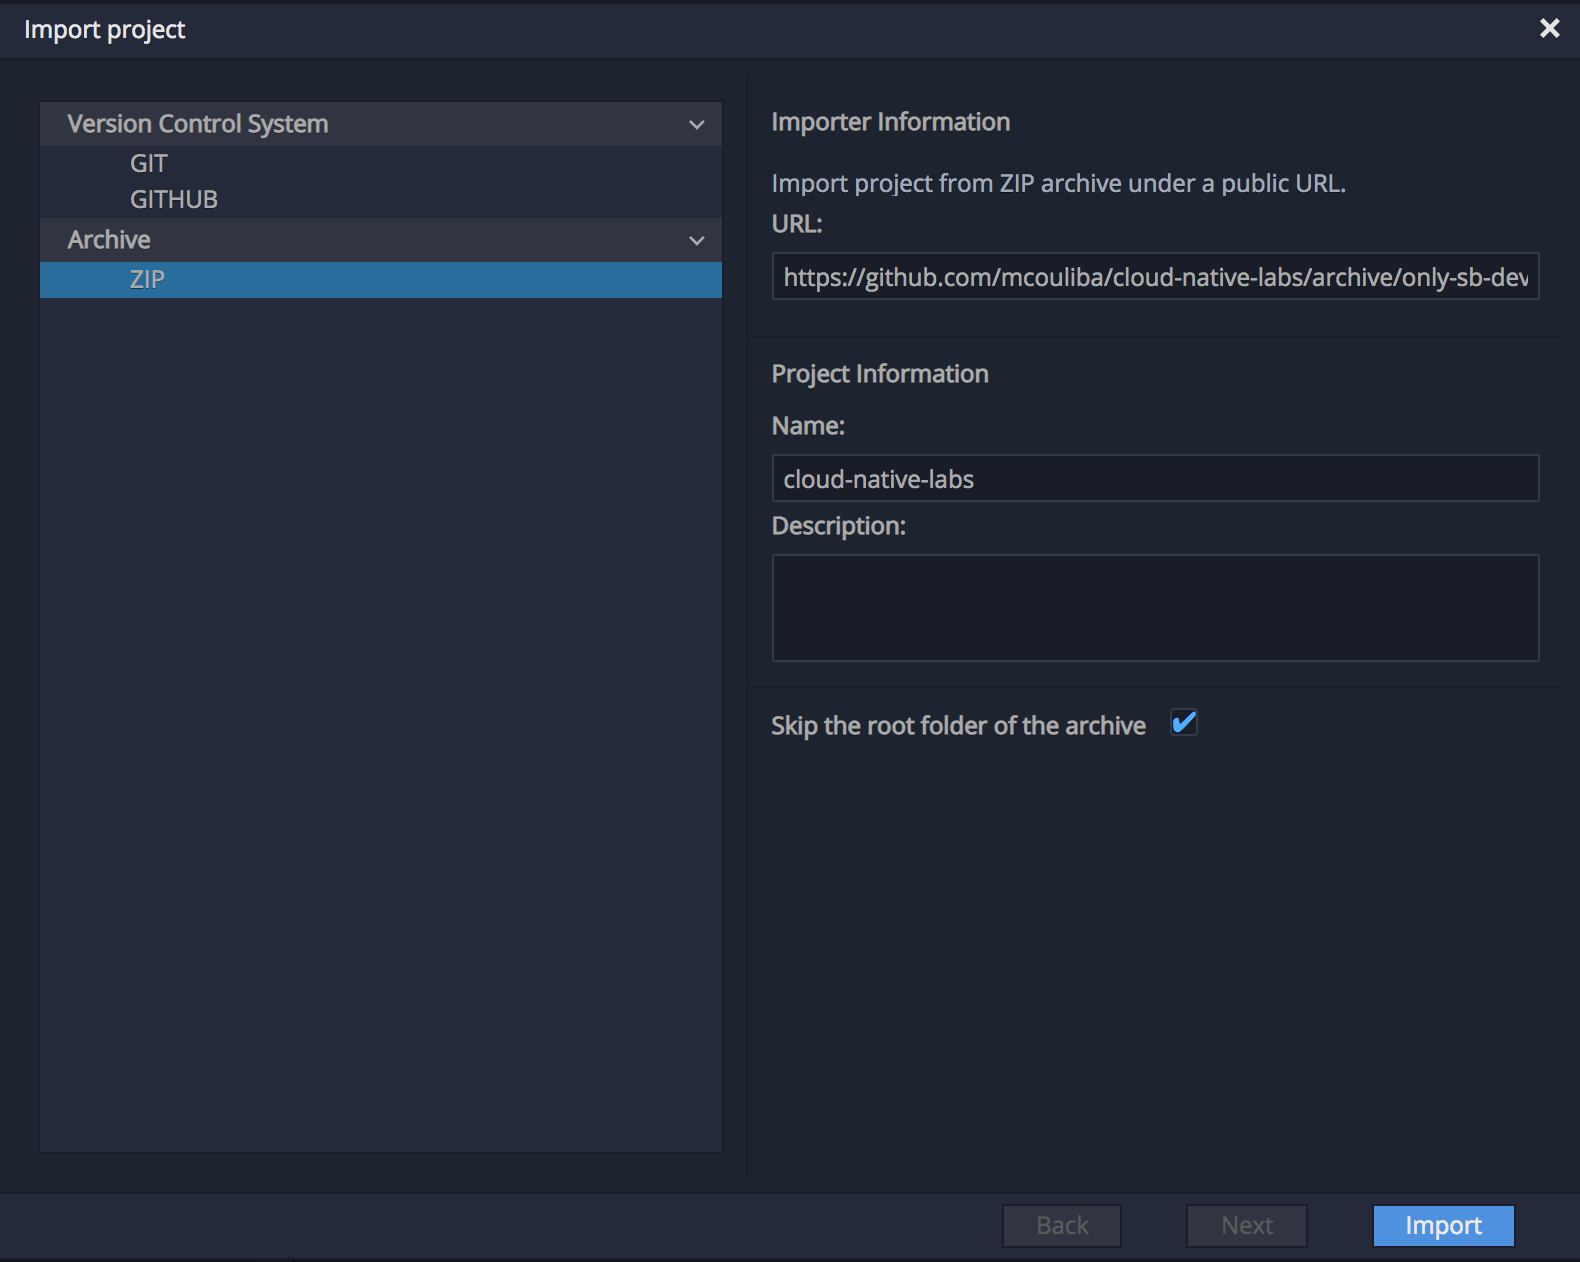 Import project
Version Control System
GIT
GITHUB
Archive
ZIP
Importer Information
Import project from ZIP archive under a public URL.
URL:
https://github.com/mcouliba/cloud-native-labs/archive/only-sb-dev
Project Information
Name:
cloud-native-labs
Description:
Skip the root folder of the archive
Back
Next
Import